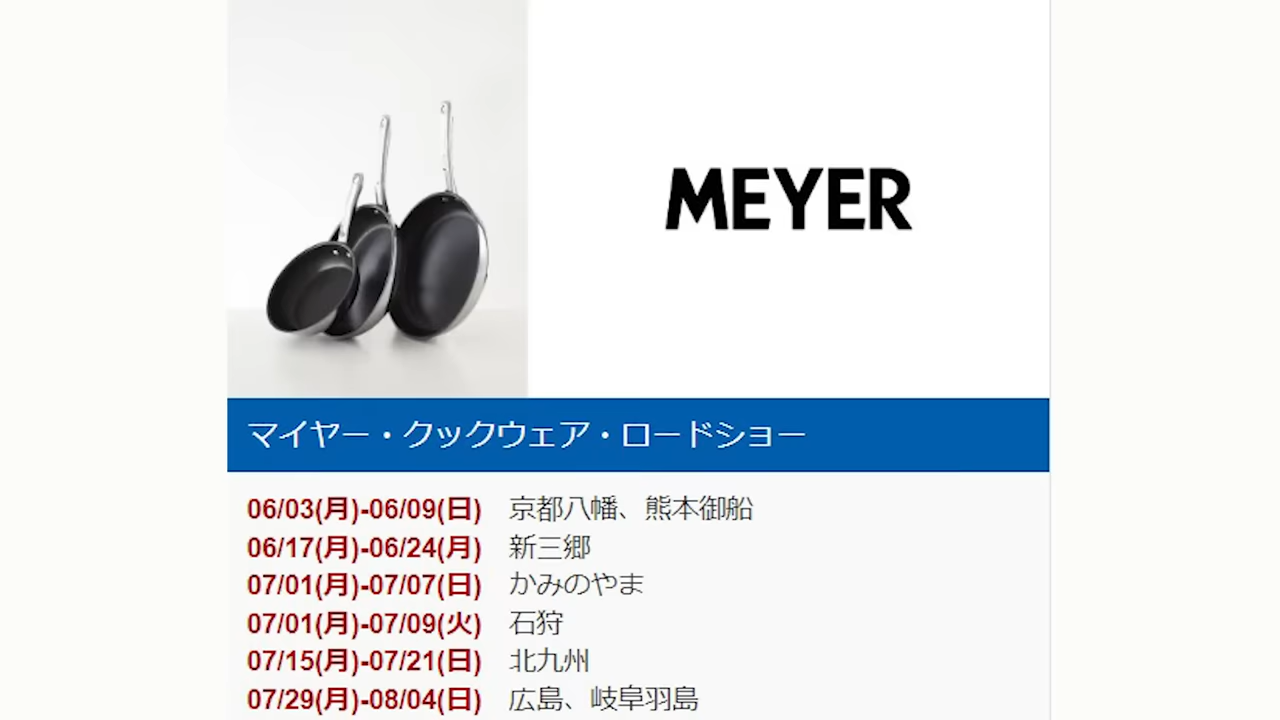 MEYER
マイヤー・クックウェア・ロードショー
06/03(月)-06/09(日) 京都八幡、熊本御船
06/17(月)-06/24(月) 新三郷
07/01(月)-07/07(日) かみのやま
07/01(月)-07/09(火) 石狩
07/15(月)-07/21(日) 北九州
07/29(月)-08/04(日) 広島、岐阜羽島